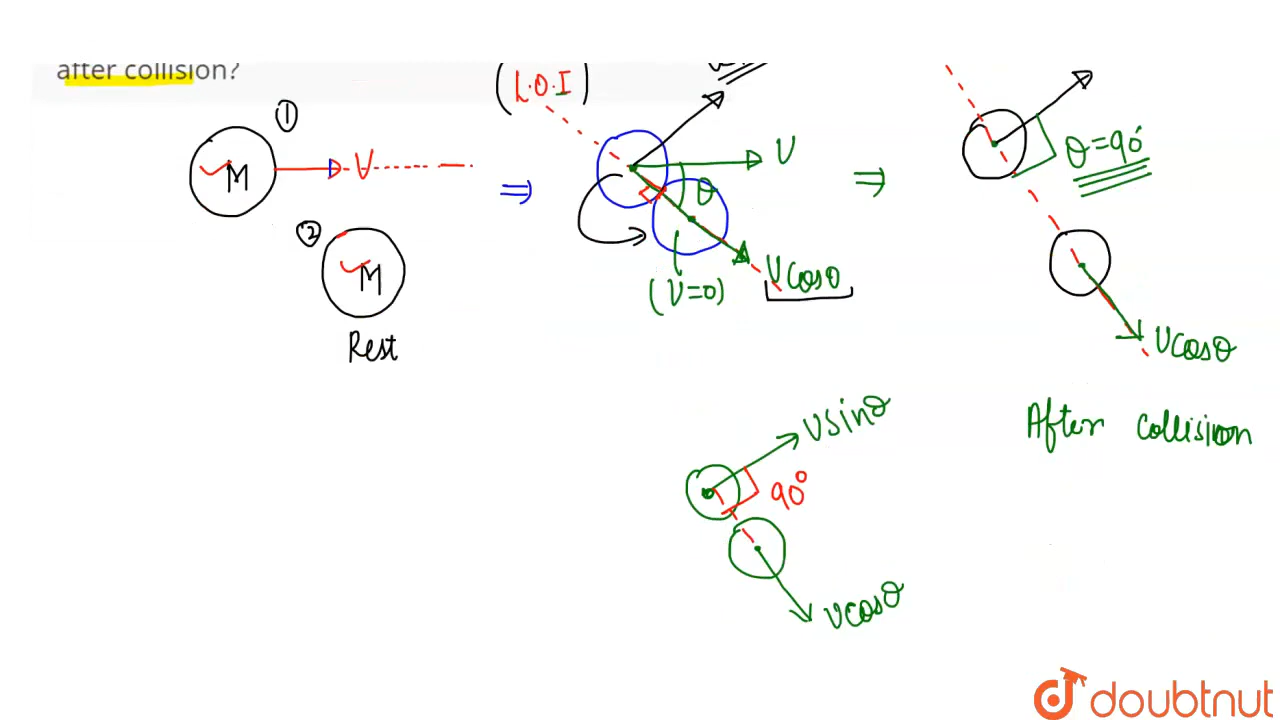 after collision?
(L.O.I)
①
M
V
②
M
Rest
⇒
V
θ
(V=0)
Vcosθ
⇒
θ=90°
Vcosθ
After collision
Vsinθ
90°
Vcosθ
doubtnut